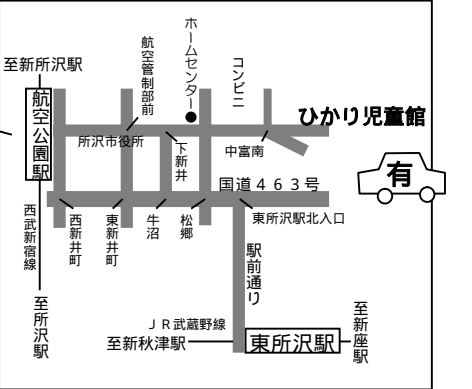 至新所沢駅
航空公園駅
西武新宿線
至所沢駅
航空管制部前
ホームセンター
コンビニ
所沢市役所
下新井
中富南
ひかり児童館
有
国道４６３号
西新井町
東新井町
牛沼
松郷
東所沢駅北入口
駅前通り
ＪＲ武蔵野線
至新秋津駅
東所沢駅
至新座駅